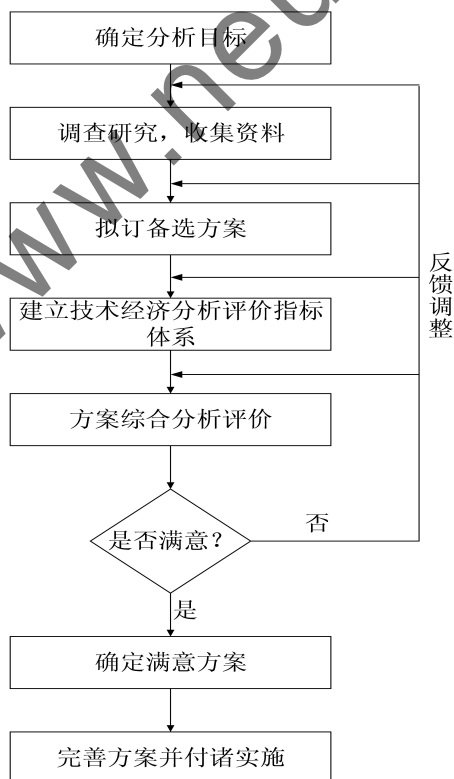 确定分析目标
调查研究，收集资料
拟订备选方案
建立技术经济分析评价指标
体系
方案综合分析评价
反馈调整
是否满意？
否
是
确定满意方案
完善方案并付诸实施
www.neu